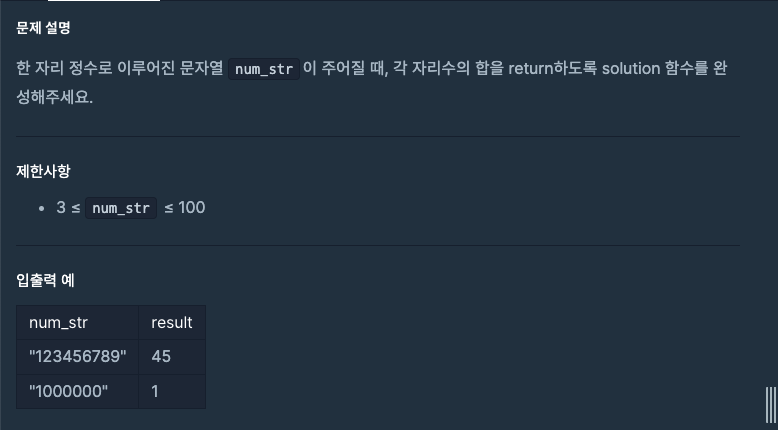 문제 설명
한 자리 정수로 이루어진 문자열 num_str 이 주어질 때, 각 자리수의 합을 return하도록 solution 함수를 완
성해주세요.
제한사항
• 3 ≤ num_str ≤ 100
입출력 예
num_str result
"123456789" 45
"1000000" 1